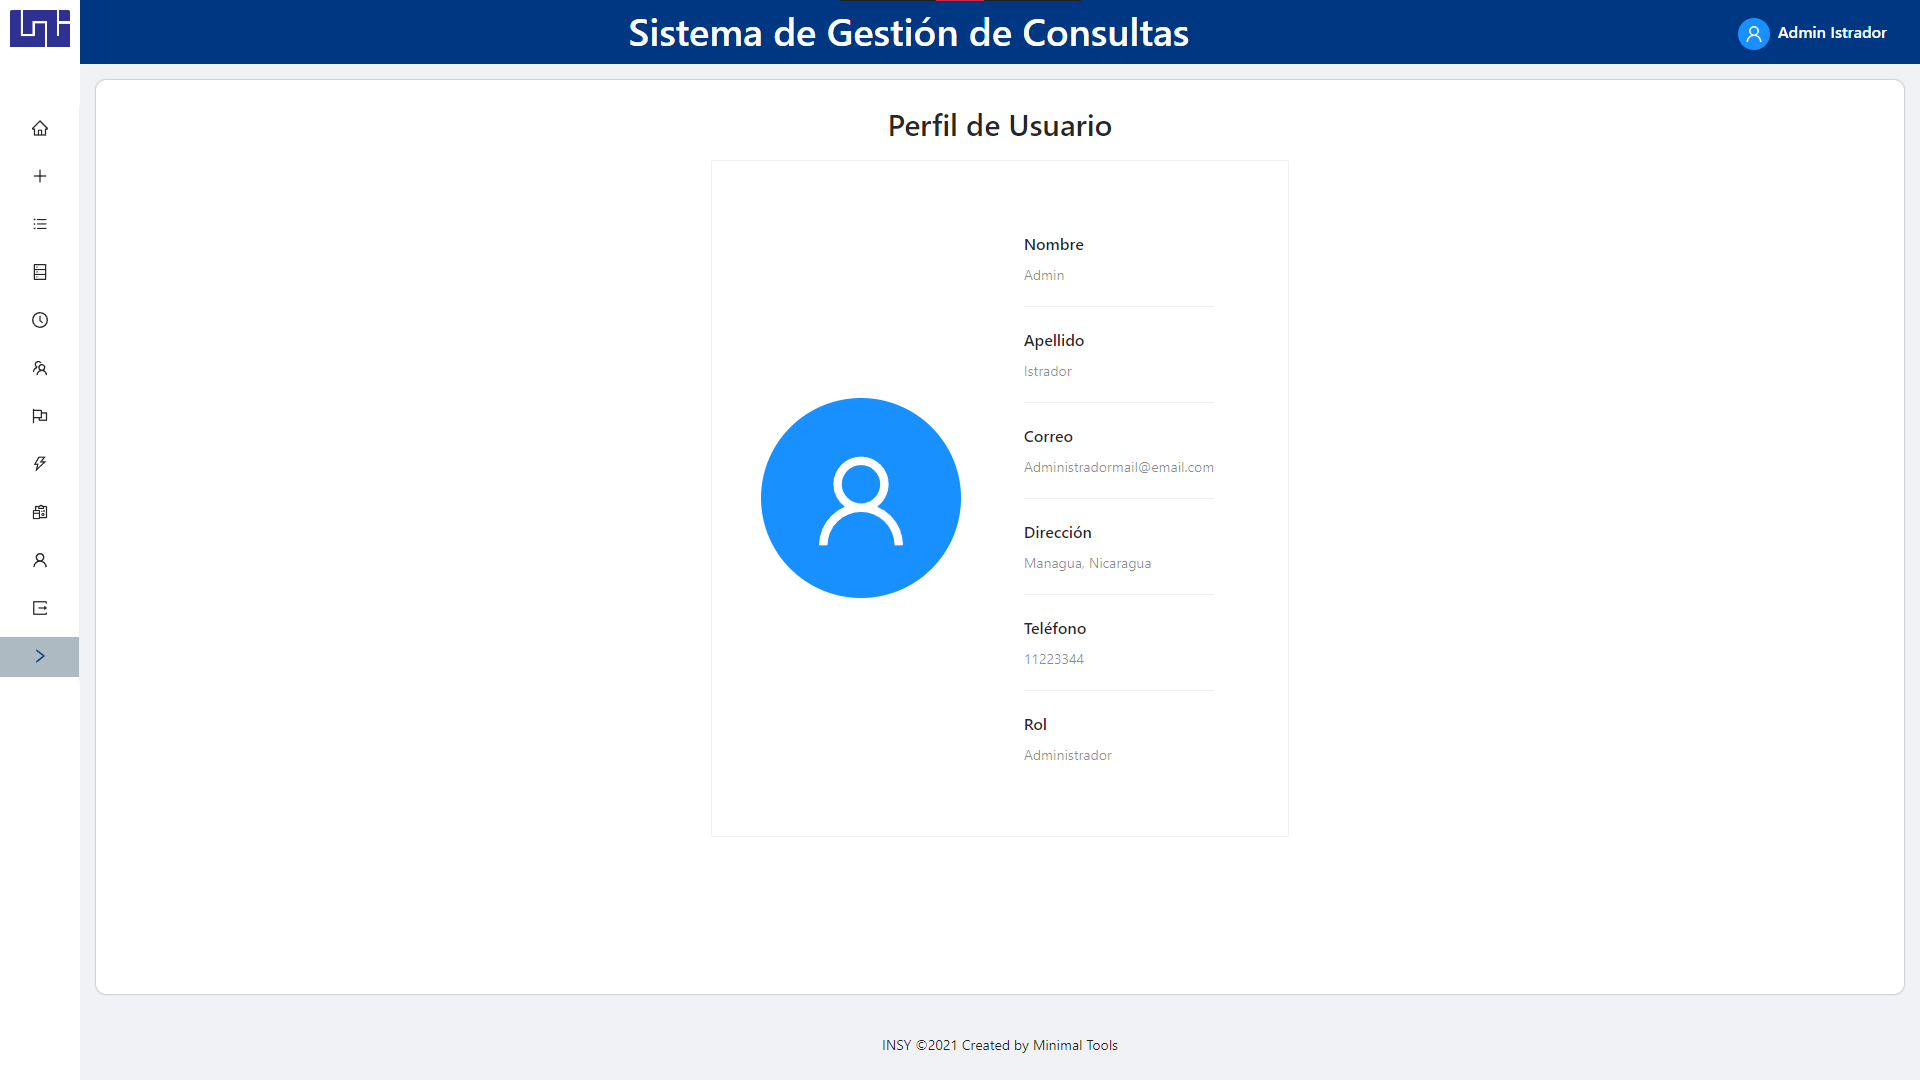 Sistema de Gestión de Consultas
Admin Istrador
Perfil de Usuario
Nombre
Admin
Apellido
Istrador
Correo
Administradormail@email.com
Dirección
Managua, Nicaragua
Teléfono
11223344
Rol
Administrador
INSY ©2021 Created by Minimal Tools